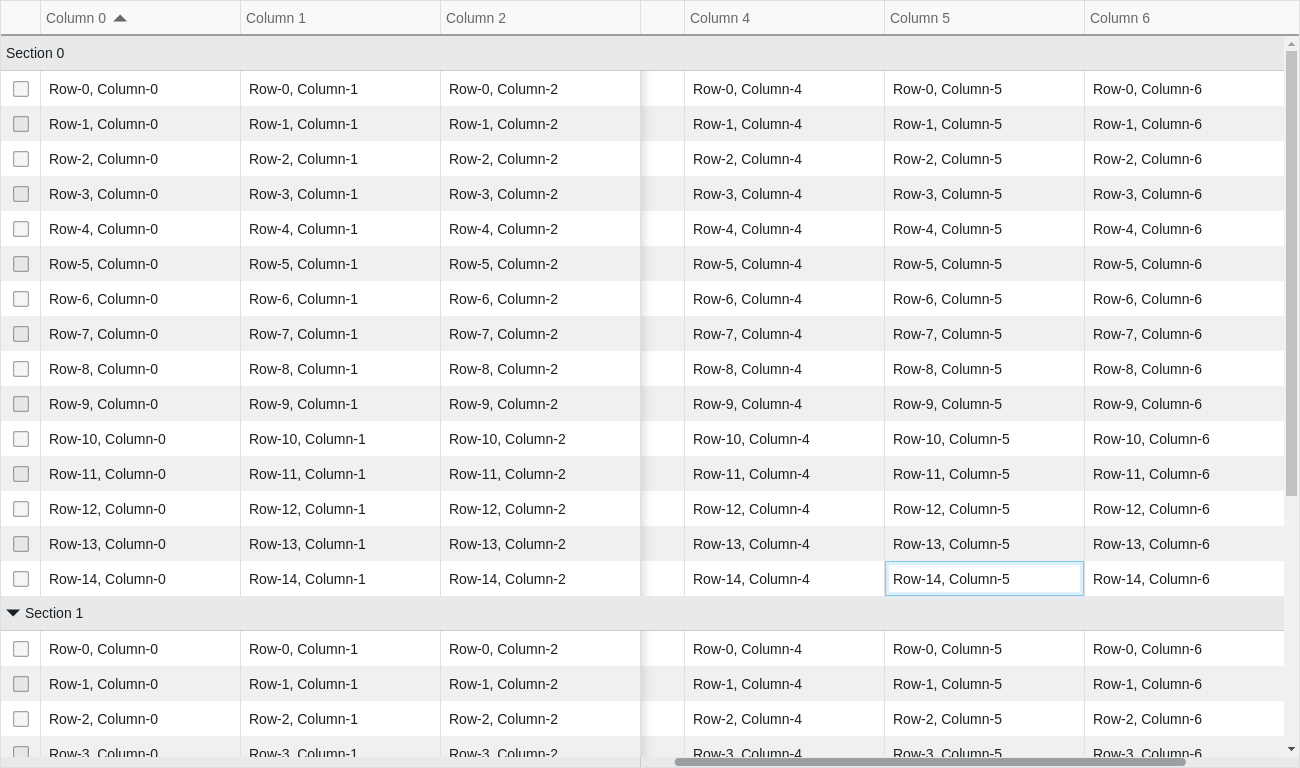 Column 0 Column 1 Column 2 Column 4 Column 5 Column 6
Section 0
Row-0, Column-0 Row-0, Column-1 Row-0, Column-2 Row-0, Column-4 Row-0, Column-5 Row-0, Column-6
Row-1, Column-0 Row-1, Column-1 Row-1, Column-2 Row-1, Column-4 Row-1, Column-5 Row-1, Column-6
Row-2, Column-0 Row-2, Column-1 Row-2, Column-2 Row-2, Column-4 Row-2, Column-5 Row-2, Column-6
Row-3, Column-0 Row-3, Column-1 Row-3, Column-2 Row-3, Column-4 Row-3, Column-5 Row-3, Column-6
Row-4, Column-0 Row-4, Column-1 Row-4, Column-2 Row-4, Column-4 Row-4, Column-5 Row-4, Column-6
Row-5, Column-0 Row-5, Column-1 Row-5, Column-2 Row-5, Column-4 Row-5, Column-5 Row-5, Column-6
Row-6, Column-0 Row-6, Column-1 Row-6, Column-2 Row-6, Column-4 Row-6, Column-5 Row-6, Column-6
Row-7, Column-0 Row-7, Column-1 Row-7, Column-2 Row-7, Column-4 Row-7, Column-5 Row-7, Column-6
Row-8, Column-0 Row-8, Column-1 Row-8, Column-2 Row-8, Column-4 Row-8, Column-5 Row-8, Column-6
Row-9, Column-0 Row-9, Column-1 Row-9, Column-2 Row-9, Column-4 Row-9, Column-5 Row-9, Column-6
Row-10, Column-0 Row-10, Column-1 Row-10, Column-2 Row-10, Column-4 Row-10, Column-5 Row-10, Column-6
Row-11, Column-0 Row-11, Column-1 Row-11, Column-2 Row-11, Column-4 Row-11, Column-5 Row-11, Column-6
Row-12, Column-0 Row-12, Column-1 Row-12, Column-2 Row-12, Column-4 Row-12, Column-5 Row-12, Column-6
Row-13, Column-0 Row-13, Column-1 Row-13, Column-2 Row-13, Column-4 Row-13, Column-5 Row-13, Column-6
Row-14, Column-0 Row-14, Column-1 Row-14, Column-2 Row-14, Column-4 Row-14, Column-5 Row-14, Column-6
Section 1
Row-0, Column-0 Row-0, Column-1 Row-0, Column-2 Row-0, Column-4 Row-0, Column-5 Row-0, Column-6
Row-1, Column-0 Row-1, Column-1 Row-1, Column-2 Row-1, Column-4 Row-1, Column-5 Row-1, Column-6
Row-2, Column-0 Row-2, Column-1 Row-2, Column-2 Row-2, Column-4 Row-2, Column-5 Row-2, Column-6
Row-3, Column-0 Row-3, Column-1 Row-3, Column-2 Row-3, Column-4 Row-3, Column-5 Row-3, Column-6